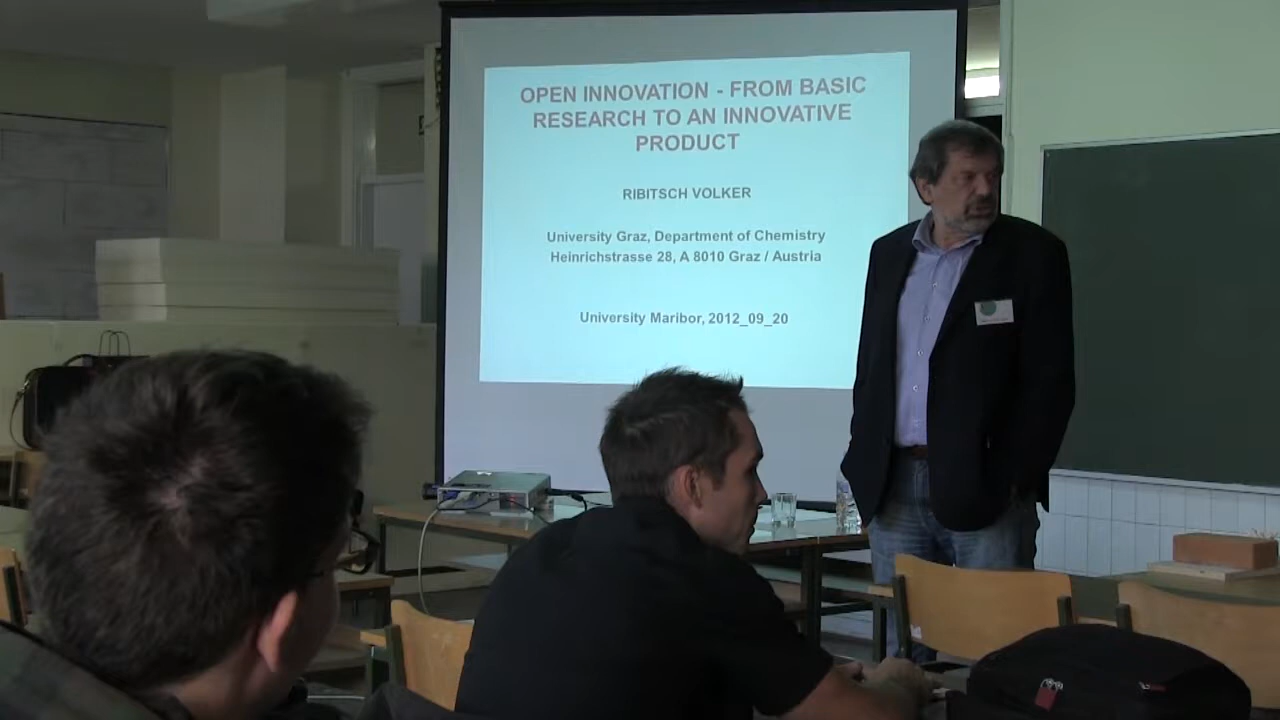 OPEN INNOVATION - FROM BASIC
RESEARCH TO AN INNOVATIVE
PRODUCT
RIBITSCH VOLKER
University Graz, Department of Chemistry
Heinrichstrasse 28, A 8010 Graz / Austria
University Maribor, 2012_09_20